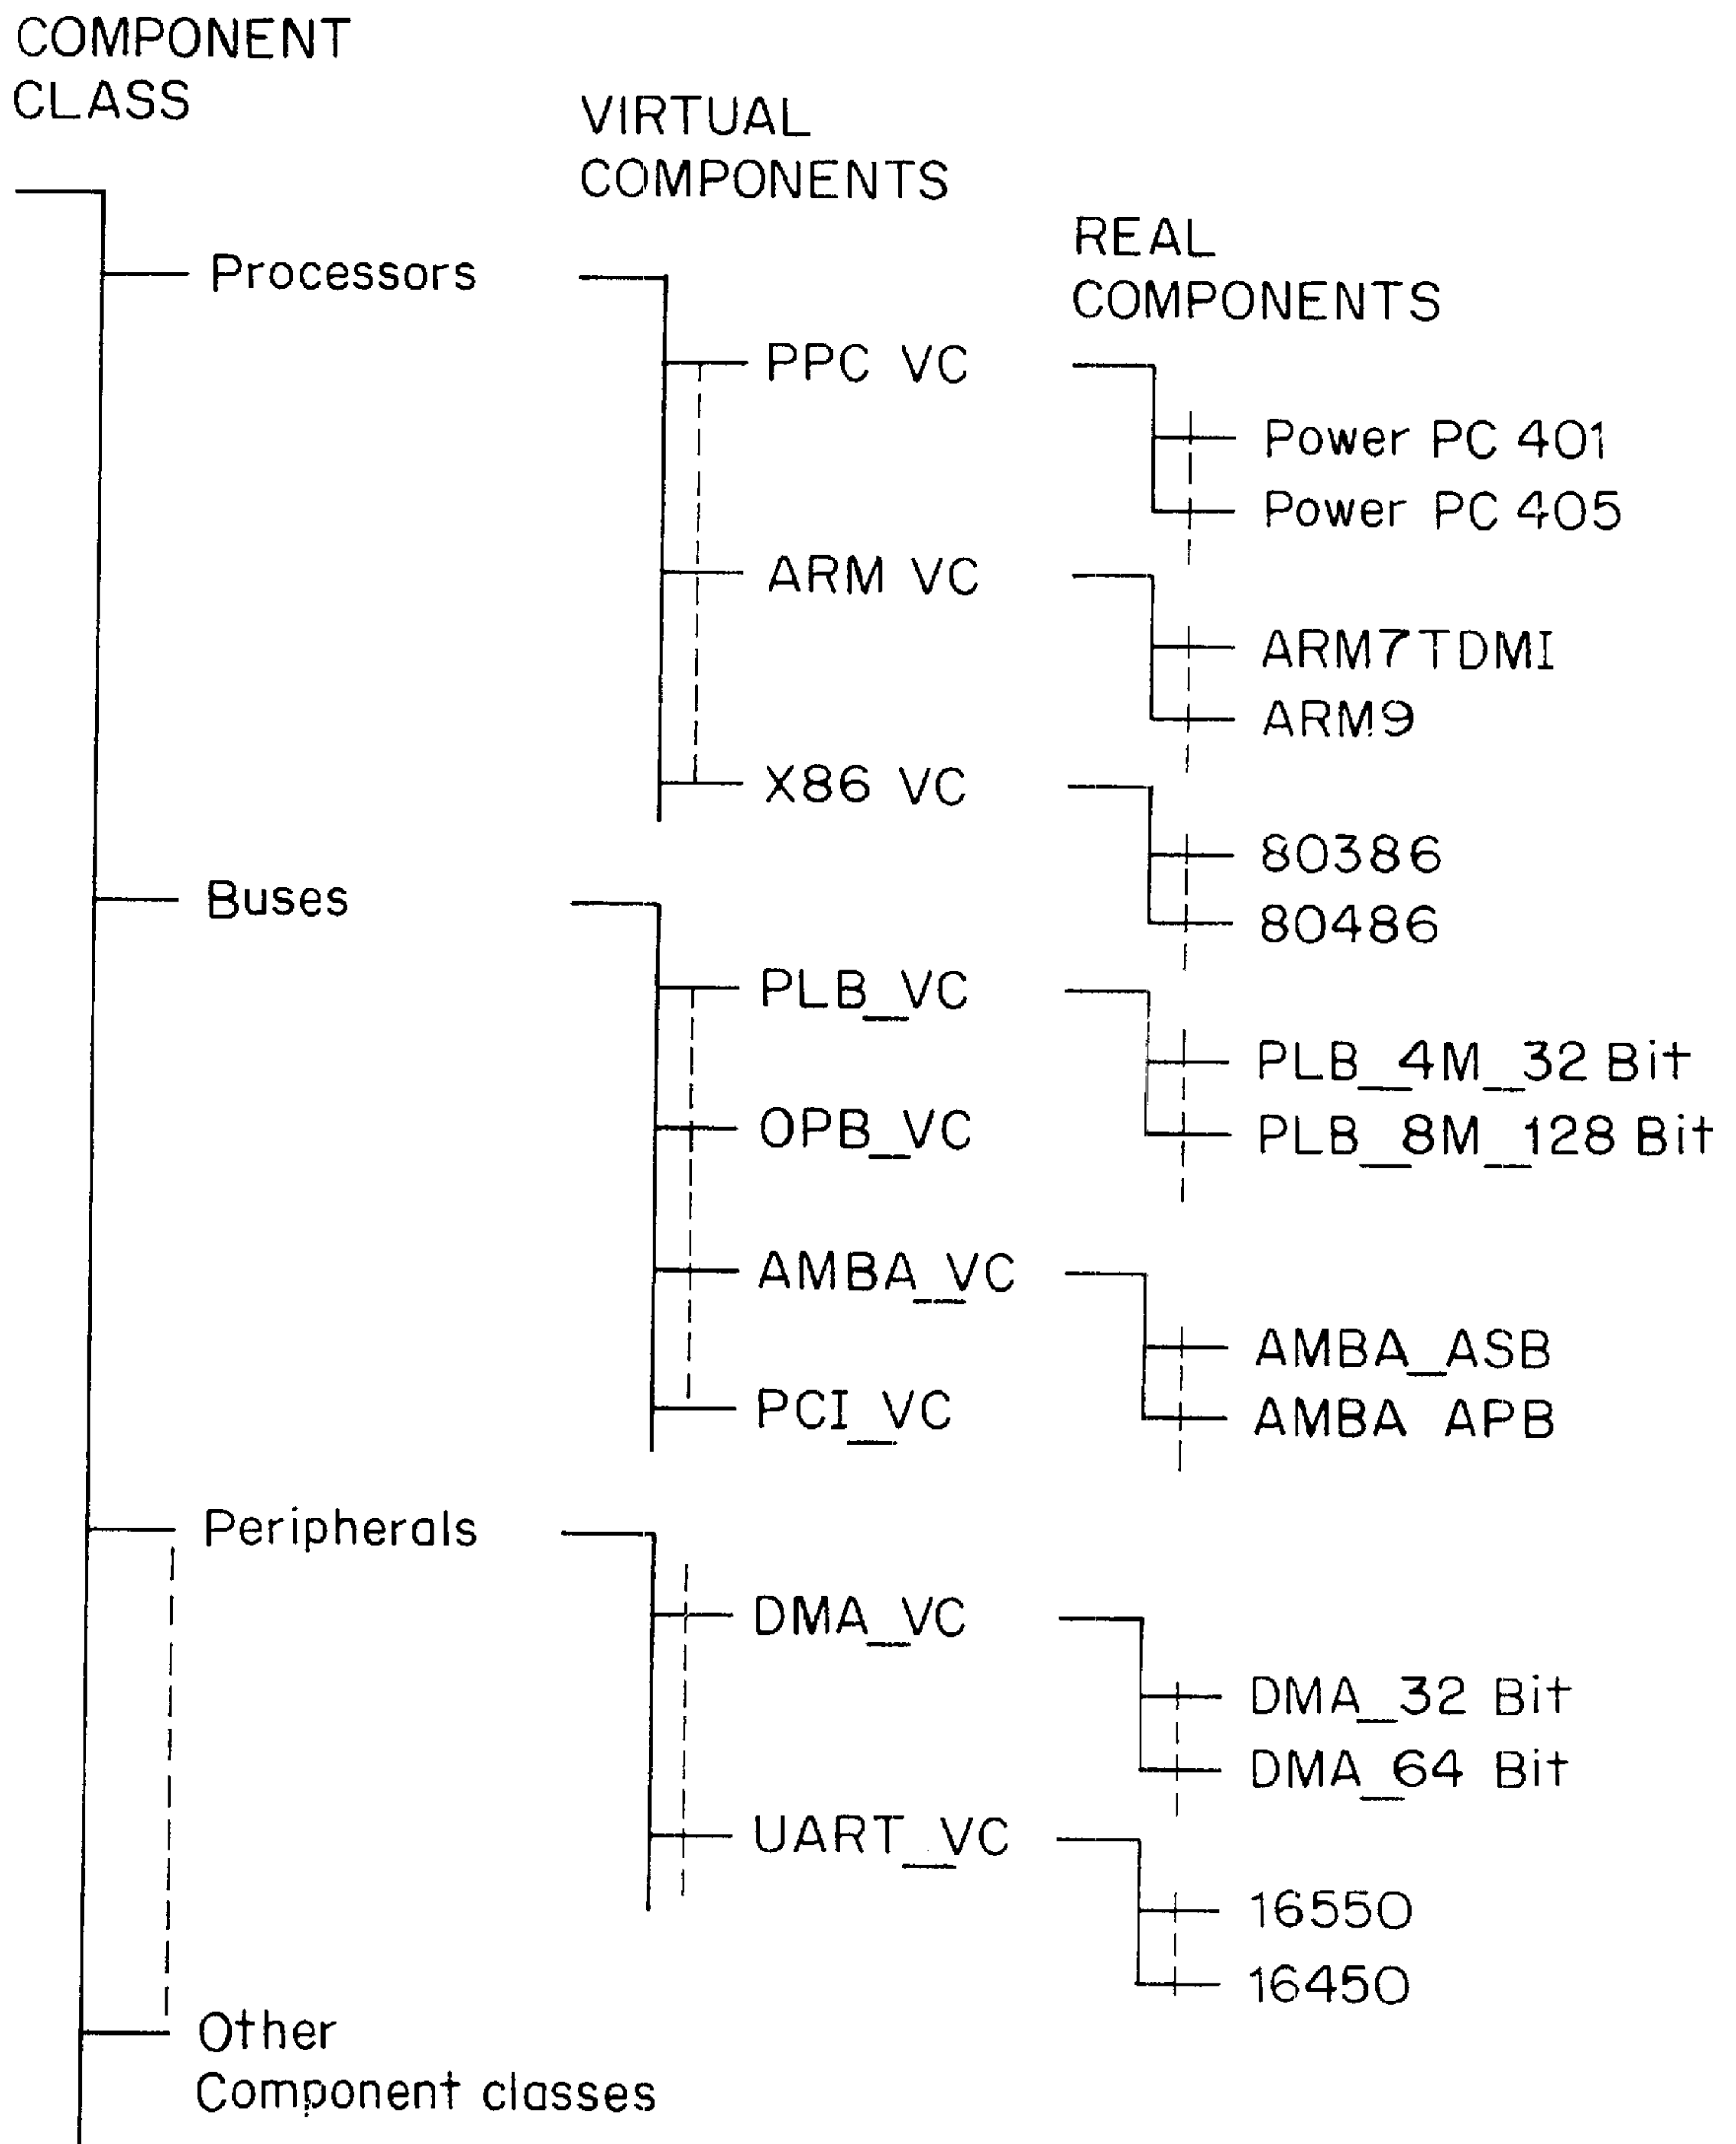 COMPONENT
CLASS
VIRTUAL
COMPONENTS
REAL
COMPONENTS
Processors
PPC VC
Power PC 401
Power PC 405
ARM VC
ARM7TDMI
ARM9
X86 VC
80386
80486
Buses
PLB_VC
PLB_4M_32 Bit
PLB_8M_128 Bit
OPB_VC
AMBA_VC
AMBA_ASB
AMBA APB
PCI_VC
Peripherals
DMA_VC
DMA_32 Bit
DMA_64 Bit
UART_VC
16550
16450
Other
Component classes